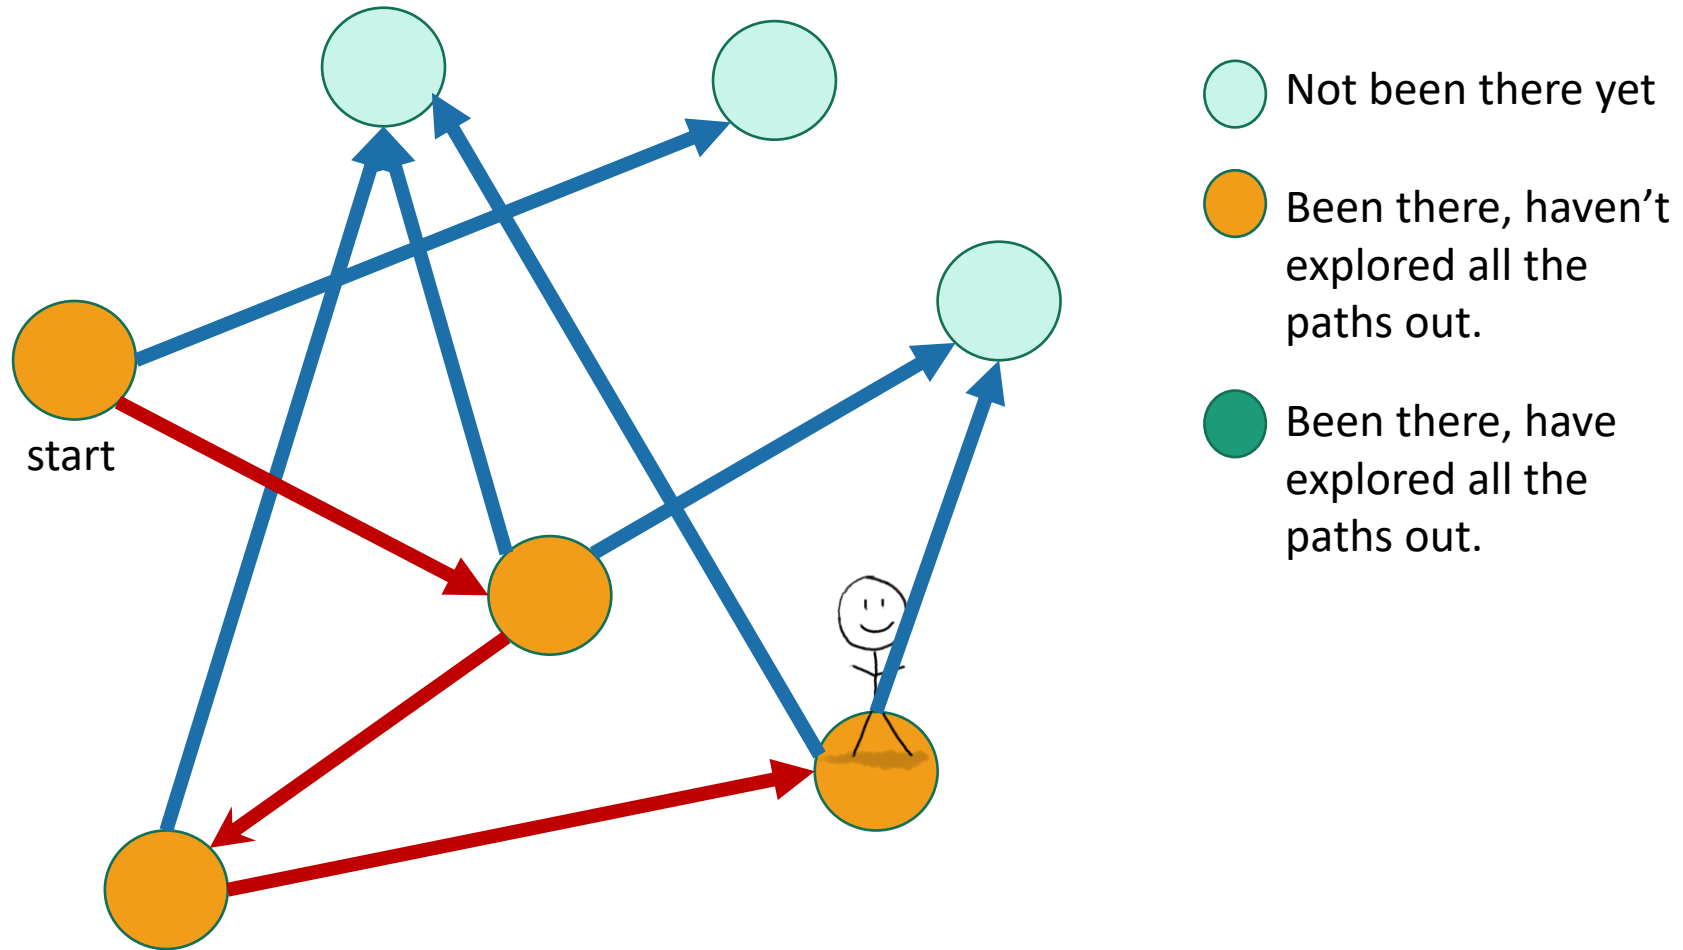 start
Not been there yet
Been there, haven’t
explored all the
paths out.
Been there, have
explored all the
paths out.